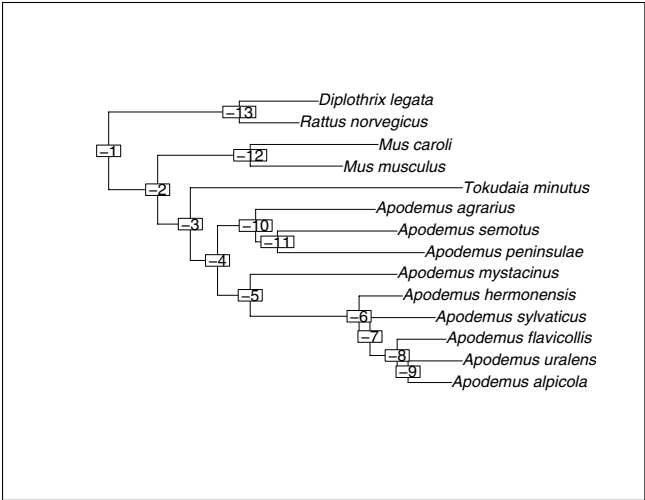 Diplothrix legata
−13
Rattus norvegicus
Mus caroli
−1
−12
Mus musculus
−2
Tokudaia minutus
Apodemus agrarius
−3
−10
Apodemus semotus
−11
Apodemus peninsulae
−4
Apodemus mystacinus
−5
Apodemus hermonensis
−6
Apodemus sylvaticus
−7
Apodemus flavicollis
−8
Apodemus uralens
−9
Apodemus alpicola